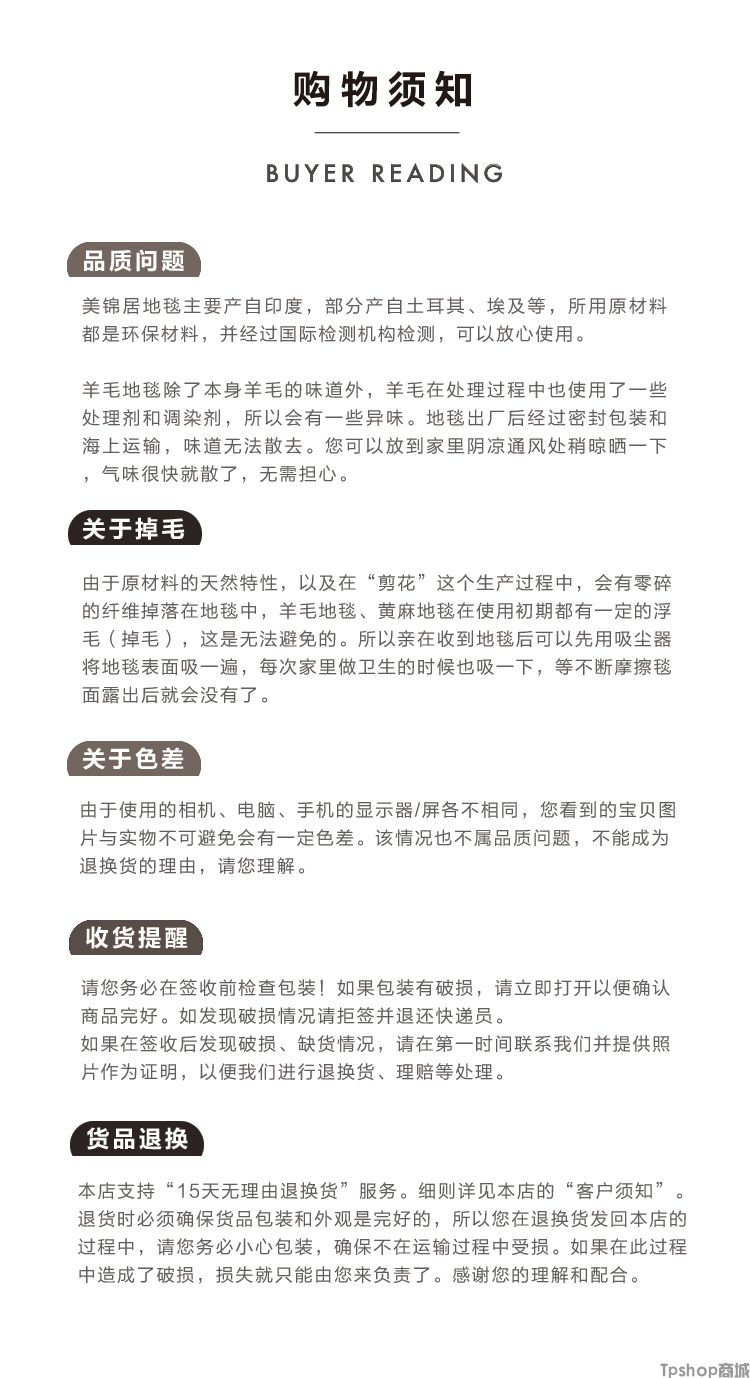 购物须知
BUYER READING
品质问题
美锦居地毯主要产自印度，部分产自土耳其、埃及等，所用原材料
都是环保材料，并经过国际检测机构检测，可以放心使用。
羊毛地毯除了本身羊毛的味道外，羊毛在处理过程中也使用了一些
处理剂和调染剂，所以会有一些异味。地毯出厂后经过密封包装和
海上运输，味道无法散去。您可以放到家里阴凉通风处稍晾晒一下
，气味很快就散了，无需担心。
关于掉毛
由于原材料的天然特性，以及在“剪花”这个生产过程中，会有零碎
的纤维掉落在地毯中，羊毛地毯、黄麻地毯在使用初期都有一定的浮
毛（掉毛），这是无法避免的。所以亲在收到地毯后可以先用吸尘器
将地毯表面吸一遍，每次家里做卫生的时候也吸一下，等不断摩擦毯
面露出后就会没有了。
关于色差
由于使用的相机、电脑、手机的显示器/屏各不相同，您看到的宝贝图
片与实物不可避免会有一定色差。该情况也不属品质问题，不能成为
退换货的理由，请您理解。
收货提醒
请您务必在签收前检查包装！如果包装有破损，请立即打开以便确认
商品完好。如发现破损情况请拒签并退还快递员。
如果在签收后发现破损、缺货情况，请在第一时间联系我们并提供照
片作为证明，以便我们进行退换货、理赔等处理。
货品退换
本店支持“15天无理由退换货”服务。细则详见本店的“客户须知”。
退货时必须确保货品包装和外观是完好的，所以您在退换货发回本店的
过程中，请您务必小心包装，确保不在运输过程中受损。如果在此过程
中造成了破损，损失就只能由您来负责了。感谢您的理解和配合。
Tpshop商城